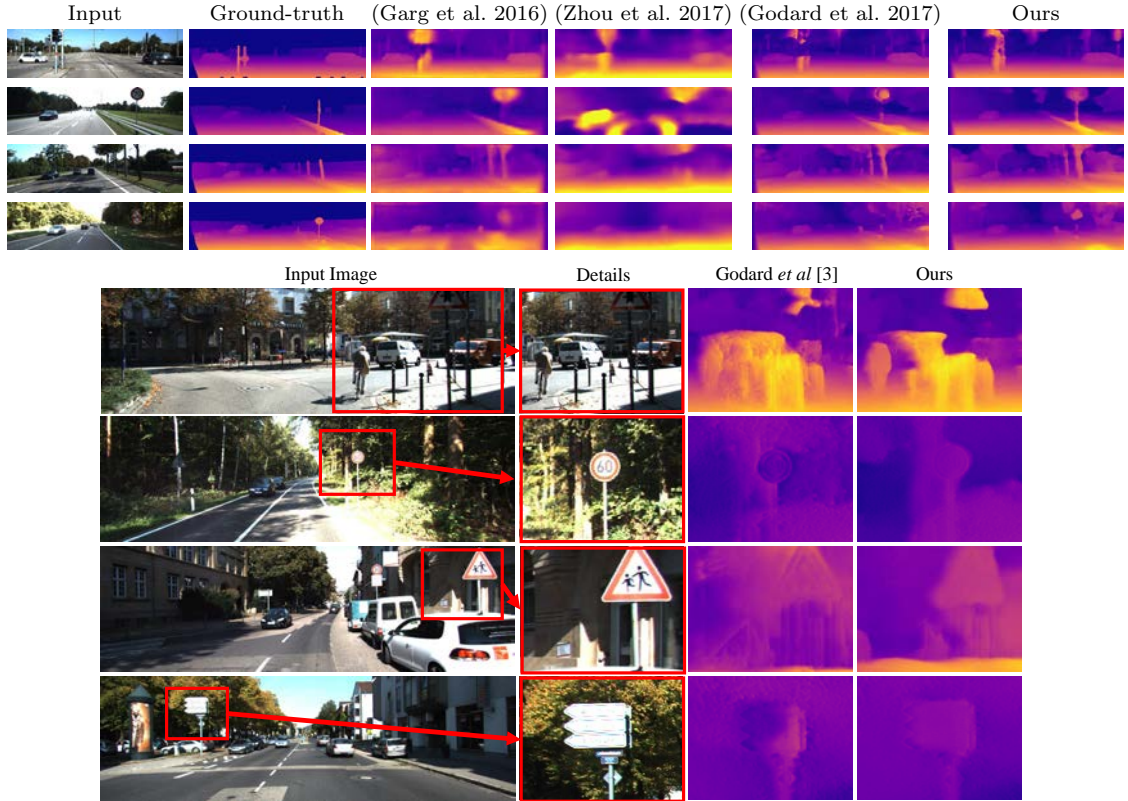 Input Ground-truth (Garg et al. 2016) (Zhou et al. 2017) (Godard et al. 2017) Ours
Input Image Details Godard et al [3] Ours
60